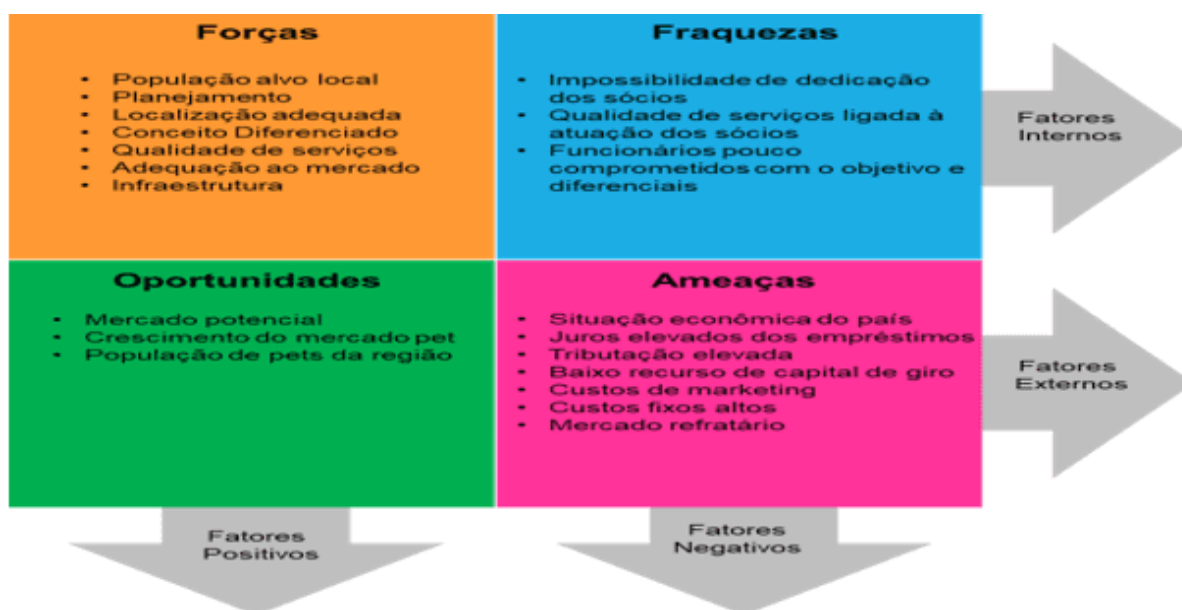 Forças
• População alvo local
• Planejamento
• Localização adequada
• Conceito Diferenciado
• Qualidade de serviços
• Adequação ao mercado
• Infraestrutura
Fraquezas
• Impossibilidade de dedicação
dos sócios
• Qualidade de serviços ligada à
atuação dos sócios
• Funcionários pouco
comprometidos com o objetivo e
diferenciais
Fatores
Internos
Oportunidades
• Mercado potencial
• Crescimento do mercado pet
• População de pets da região
Ameaças
• Situação econômica do país
• Juros elevados dos empréstimos
• Tributação elevada
• Baixo recurso de capital de giro
• Custos de marketing
• Custos fixos altos
• Mercado refratário
Fatores
Externos
Fatores
Positivos
Fatores
Negativos